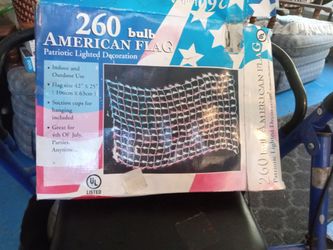 260 bulb
AMERICAN FLAG
Patriotic Lighted Decoration
• Indoor and
Outdoor Use
• Flag size 42" X 25"
(106cm X 63cm)
• Suction cups for
hanging
included
• Great for
4th OF July,
Parties,
Anytime...
UL
LISTED
260 bulb AMERICAN FLAG
Patriotic Lighted Decoration